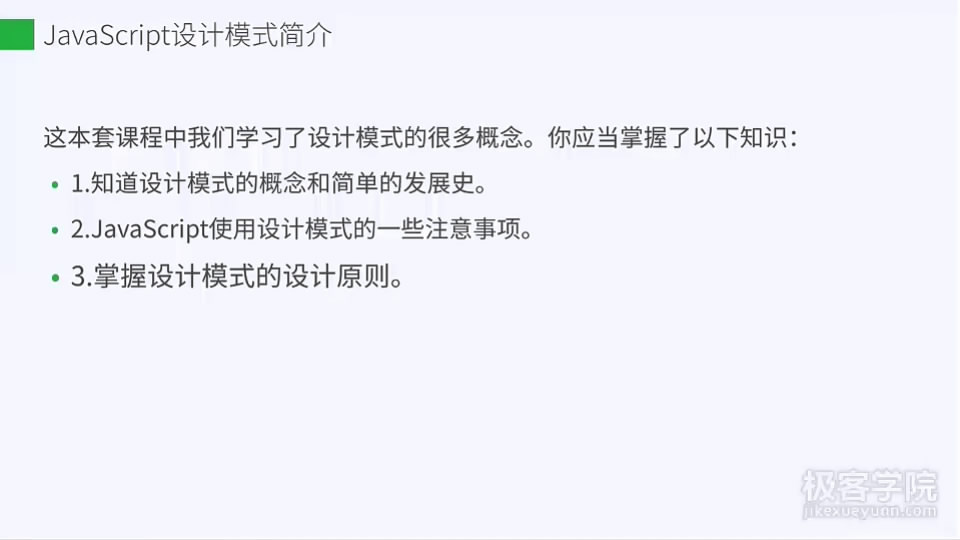 JavaScript设计模式简介
这本套课程中我们学习了设计模式的很多概念。你应当掌握了以下知识：
• 1.知道设计模式的概念和简单的发展史。
• 2.JavaScript使用设计模式的一些注意事项。
• 3.掌握设计模式的设计原则。
极客学院
jikexueyunn.com